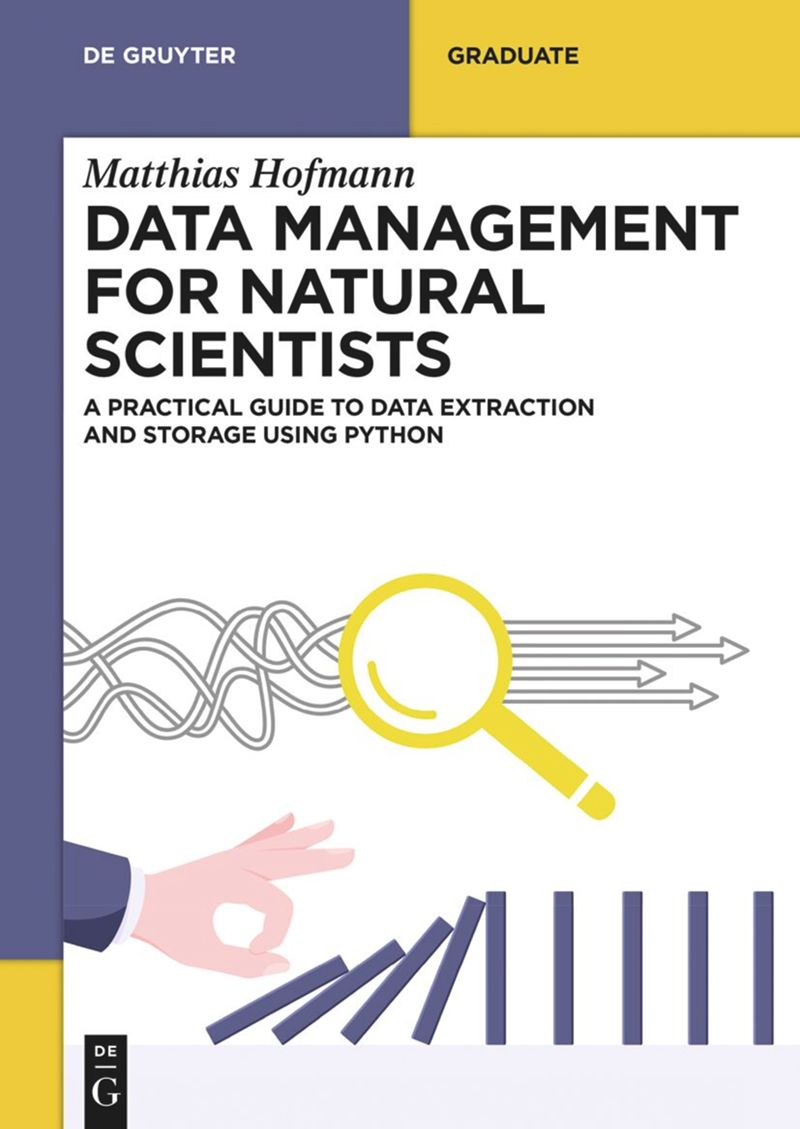 DE GRUYTER
GRADUATE
Matthias Hofmann
DATA MANAGEMENT
FOR NATURAL
SCIENTISTS
A PRACTICAL GUIDE TO DATA EXTRACTION
AND STORAGE USING PYTHON
DE
G